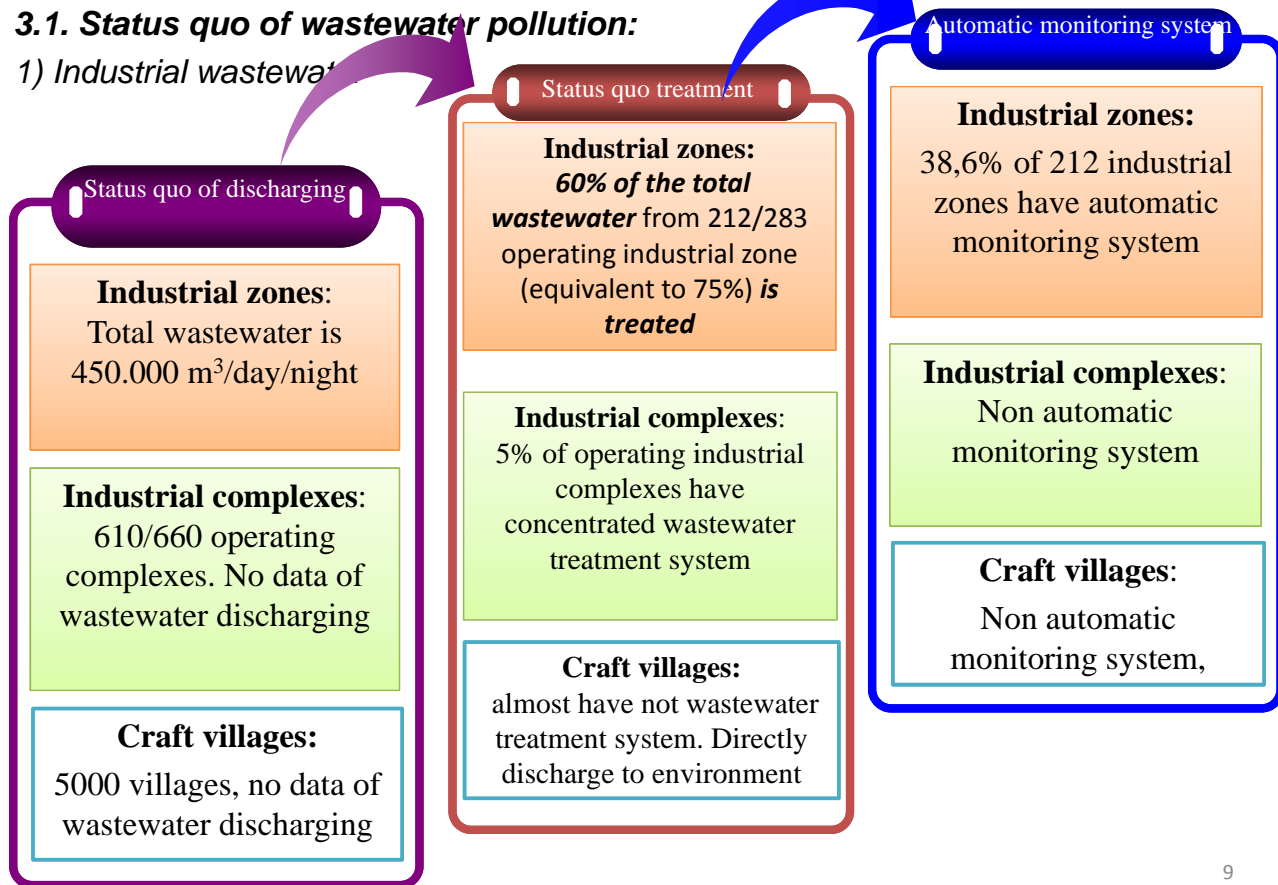 3.1. Status quo of wastewater pollution:
1) Industrial wastewater
Status quo of discharging
Industrial zones:
Total wastewater is
450.000 m³/day/night
Industrial complexes:
610/660 operating
complexes. No data of
wastewater discharging
Craft villages:
5000 villages, no data of
wastewater discharging
Status quo treatment
Industrial zones:
60% of the total
wastewater from 212/283
operating industrial zone
(equivalent to 75%) is
treated
Industrial complexes:
5% of operating industrial
complexes have
concentrated wastewater
treatment system
Craft villages:
almost have not wastewater
treatment system. Directly
discharge to environment
Automatic monitoring system
Industrial zones:
38,6% of 212 industrial
zones have automatic
monitoring system
Industrial complexes:
Non automatic
monitoring system
Craft villages:
Non automatic
monitoring system,
9